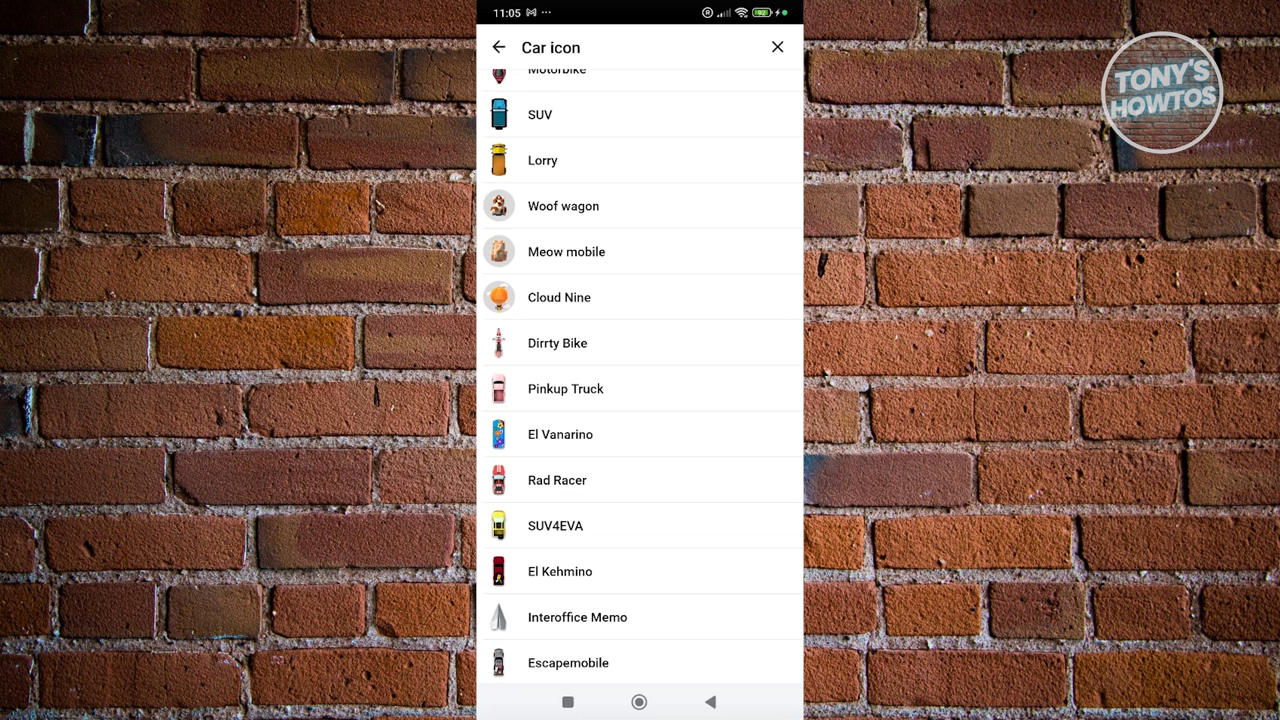 11:05
92
Car icon
Motorbike
SUV
Lorry
Woof wagon
Meow mobile
Cloud Nine
Dirrty Bike
Pinkup Truck
El Vanarino
Rad Racer
SUV4EVA
El Kehmino
Interoffice Memo
Escapemobile
TONY'S
HOWTOS